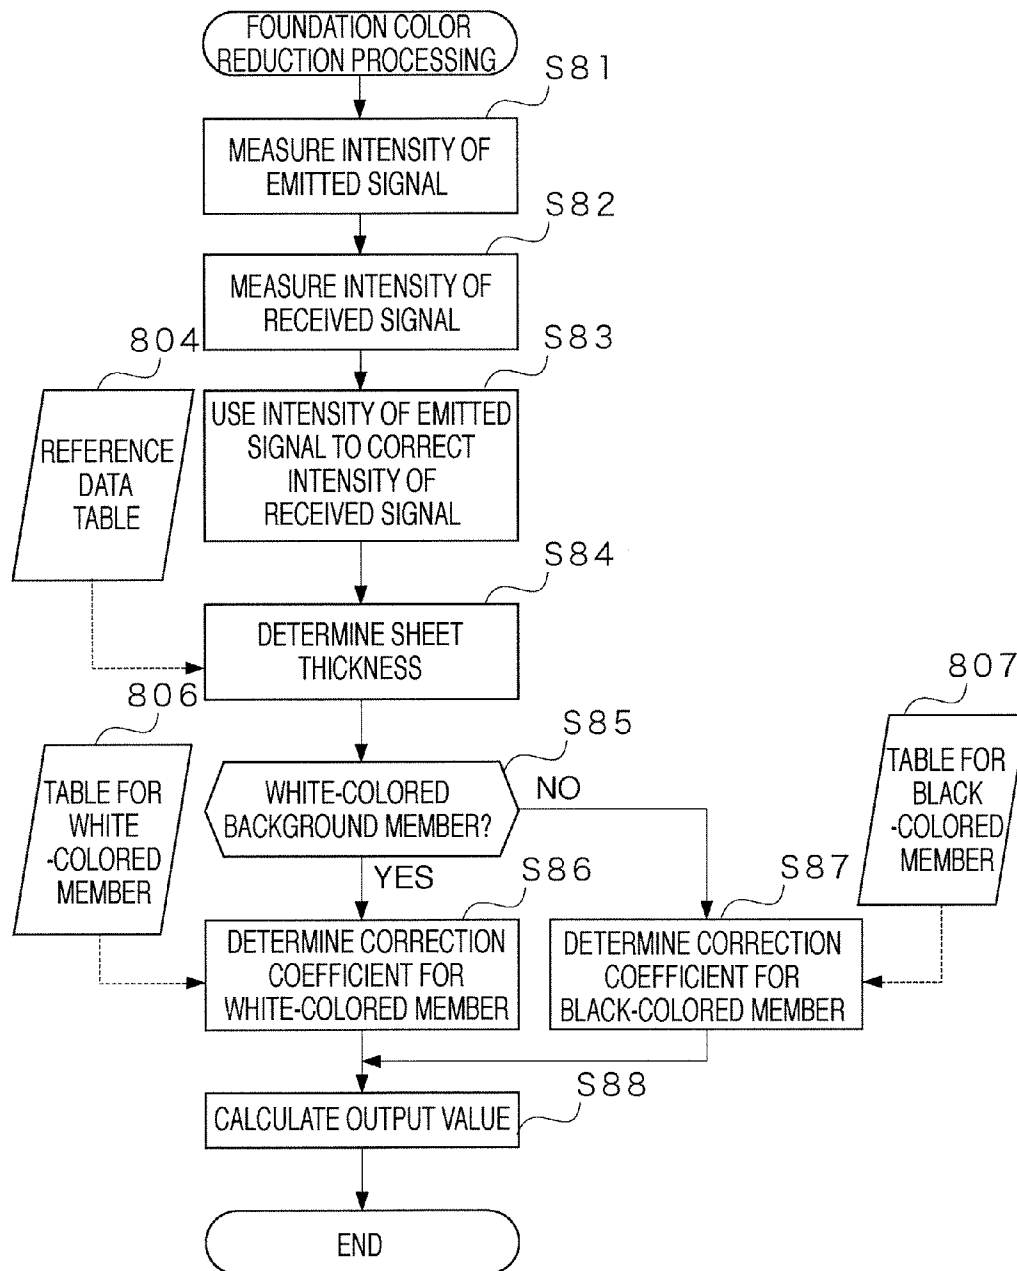 FOUNDATION COLOR
REDUCTION PROCESSING
S81
MEASURE INTENSITY OF
EMITTED SIGNAL
S82
MEASURE INTENSITY OF
RECEIVED SIGNAL
804
S83
REFERENCE
DATA
TABLE
USE INTENSITY OF EMITTED
SIGNAL TO CORRECT
INTENSITY OF
RECEIVED SIGNAL
S84
DETERMINE SHEET
THICKNESS
806
807
S85
TABLE FOR
WHITE
-COLORED
MEMBER
WHITE-COLORED
BACKGROUND MEMBER?
NO
TABLE FOR
BLACK
-COLORED
MEMBER
YES
S86
S87
DETERMINE CORRECTION
COEFFICIENT FOR
WHITE-COLORED MEMBER
DETERMINE CORRECTION
COEFFICIENT FOR
BLACK-COLORED MEMBER
S88
CALCULATE OUTPUT VALUE
END